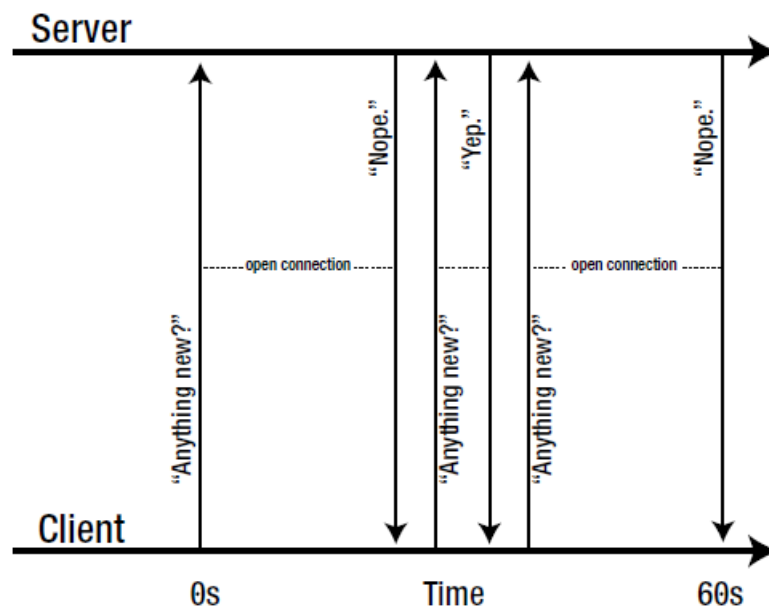 Server
“Nope.”
“Yep.”
“Nope.”
open connection
open connection
“Anything new?”
“Anything new?”
“Anything new?”
Client
0s
Time
60s